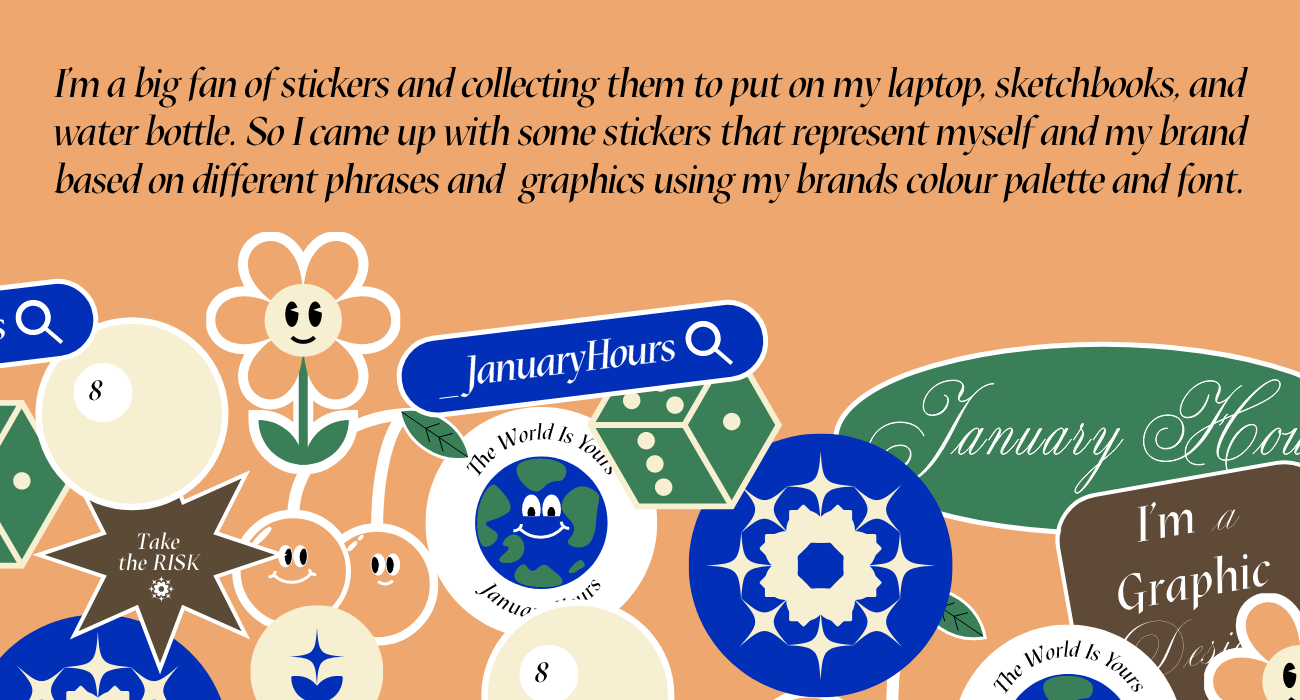 I'm a big fan of stickers and collecting them to put on my laptop, sketchbooks, and
water bottle. So I came up with some stickers that represent myself and my brand
based on different phrases and  graphics using my brands colour palette and font.
s
8
_JanuaryHours
The World Is Yours
January Hou
Take
the RISK
I'm a
Graphic
8
The World Is Yours